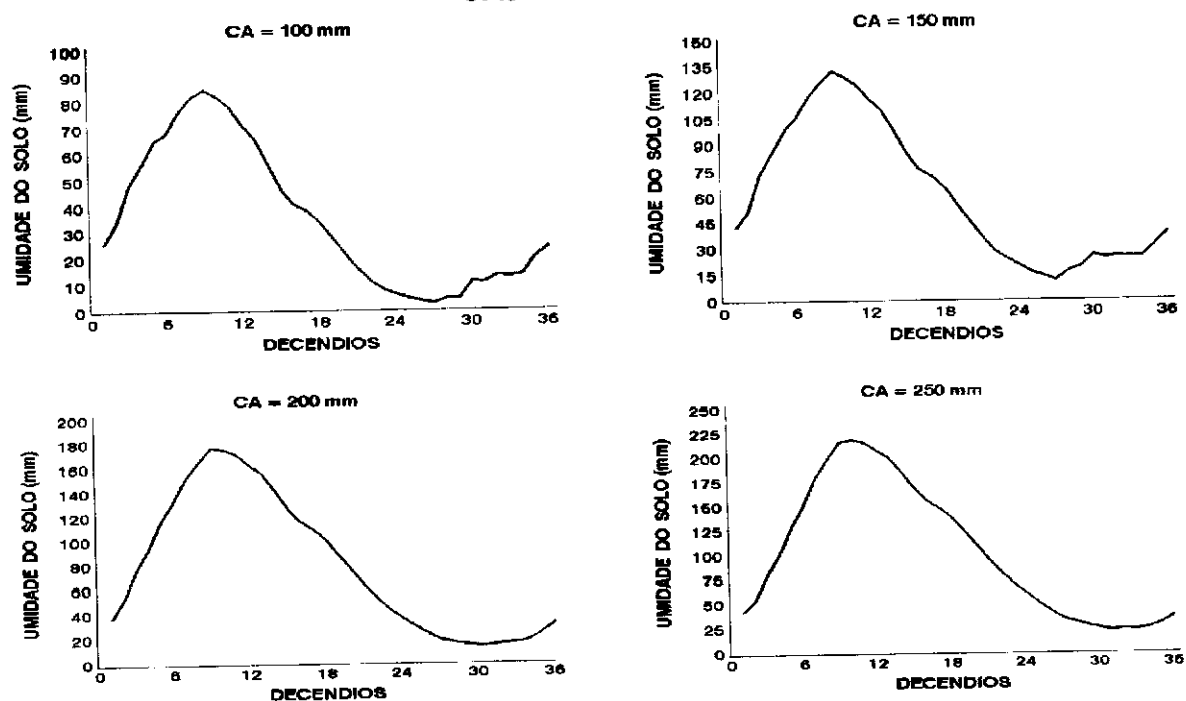 CA = 100 mm
UMIDADE DO SOLO (mm)
100
90
80
70
60
50
40
30
20
10
0
0 6 12 18 24 30 36
DECENDIOS
CA = 150 mm
UMIDADE DO SOLO (mm)
150
135
120
105
90
75
60
45
30
15
0
0 6 12 18 24 30 36
DECENDIOS
CA = 200 mm
UMIDADE DO SOLO (mm)
200
180
160
140
120
100
80
60
40
20
0
0 6 12 18 24 30 36
DECENDIOS
CA = 250 mm
UMIDADE DO SOLO (mm)
250
225
200
175
150
125
100
75
50
25
0
0 6 12 18 24 30 36
DECENDIOS